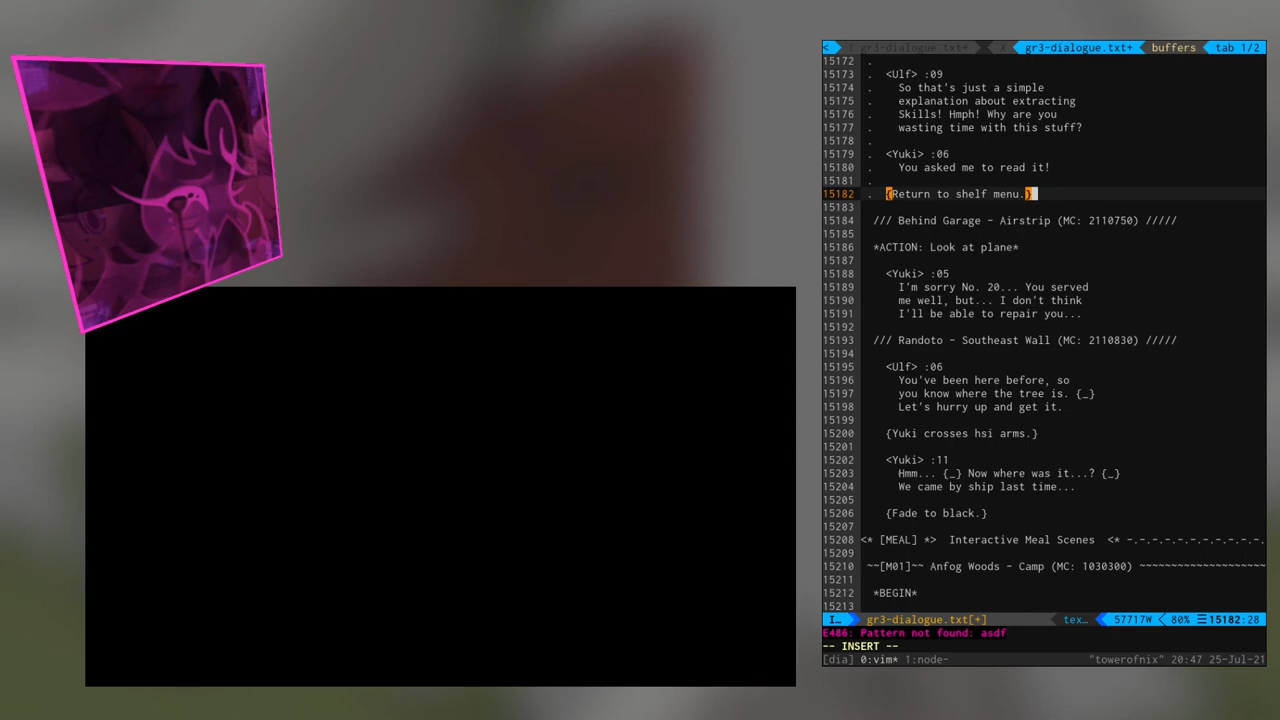 < 1 gr3-dialogue.txt+ X gr3-dialogue.txt+ buffers tab 1/2
15172 .
15173 . <Ulf> :09
15174 . So that's just a simple
15175 . explanation about extracting
15176 . Skills! Hmph! Why are you
15177 . wasting time with this stuff?
15178 .
15179 . <Yuki> :06
15180 . You asked me to read it!
15181 .
15182 . {Return to shelf menu.}
15183
15184 /// Behind Garage - Airstrip (MC: 2110750) /////
15185
15186 *ACTION: Look at plane*
15187
15188 <Yuki> :05
15189 I'm sorry No. 20... You served
15190 me well, but... I don't think
15191 I'll be able to repair you...
15192
15193 /// Randoto - Southeast Wall (MC: 2110830) /////
15194
15195 <Ulf> :06
15196 You've been here before, so
15197 you know where the tree is. {_}
15198 Let's hurry up and get it.
15199
15200 {Yuki crosses hsi arms.}
15201
15202 <Yuki> :11
15203 Hmm... {_} Now where was it...? {_}
15204 We came by ship last time...
15205
15206 {Fade to black.}
15207
15208 <* [MEAL] *> Interactive Meal Scenes <* -.-.-.-.-.-.-.-.-.-.
15209
15210 ~~[M01]~~ Anfog Woods - Camp (MC: 1030300) ~~~~~~~~~~~~~~~~~~~~
15211
15212 *BEGIN*
15213
I… gr3-dialogue.txt[+] tex… 57717W 80% ☰15182:28
E486: Pattern not found: asdf
-- INSERT --
[dia] 0:vim* 1:node- "towerofnix" 20:47 25-Jul-21